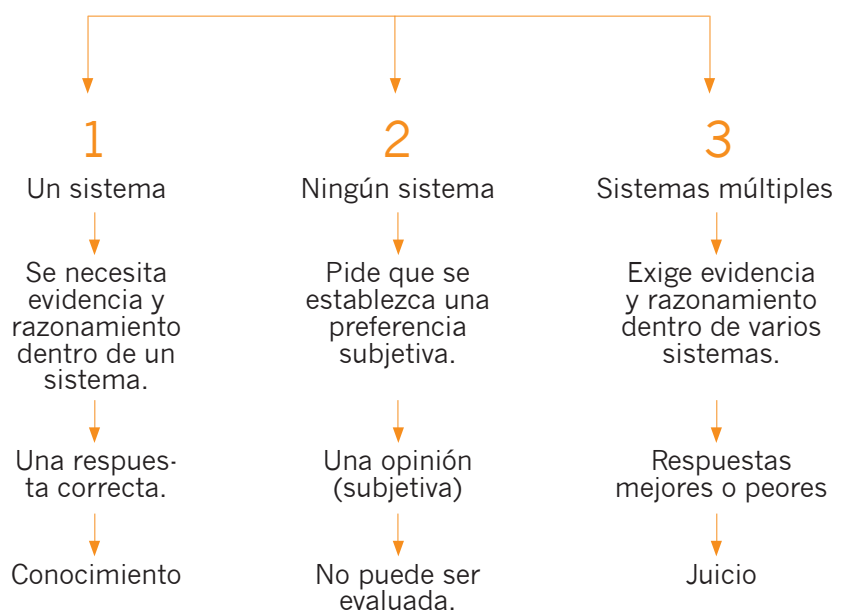 1
Un sistema
Se necesita
evidencia y
razonamiento
dentro de un
sistema.
Una respues-
ta correcta.
Conocimiento
2
Ningún sistema
Pide que se
establezca una
preferencia
subjetiva.
Una opinión
(subjetiva)
No puede ser
evaluada.
3
Sistemas múltiples
Exige evidencia
y razonamiento
dentro de varios
sistemas.
Respuestas
mejores o peores
Juicio